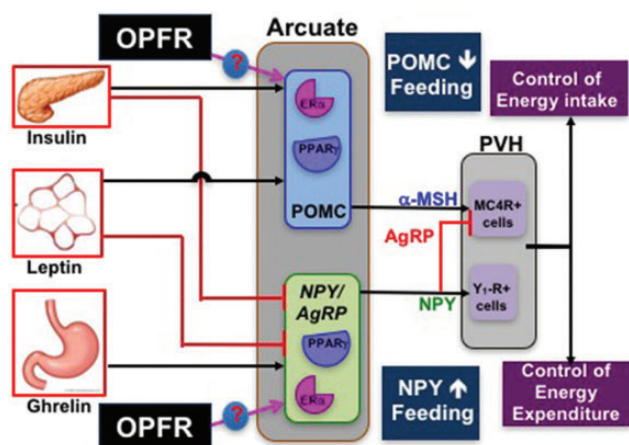 OPFR
?
Arcuate
ERα
PPARγ
POMC
POMC ↓
Feeding
Control of
Energy intake
Insulin
PVH
α-MSH
MC4R+
cells
AgRP
Leptin
NPY/
AgRP
NPY
Y₁-R+
cells
PPARγ
ERα
Ghrelin
OPFR
?
NPY ↑
Feeding
Control of
Energy
Expenditure